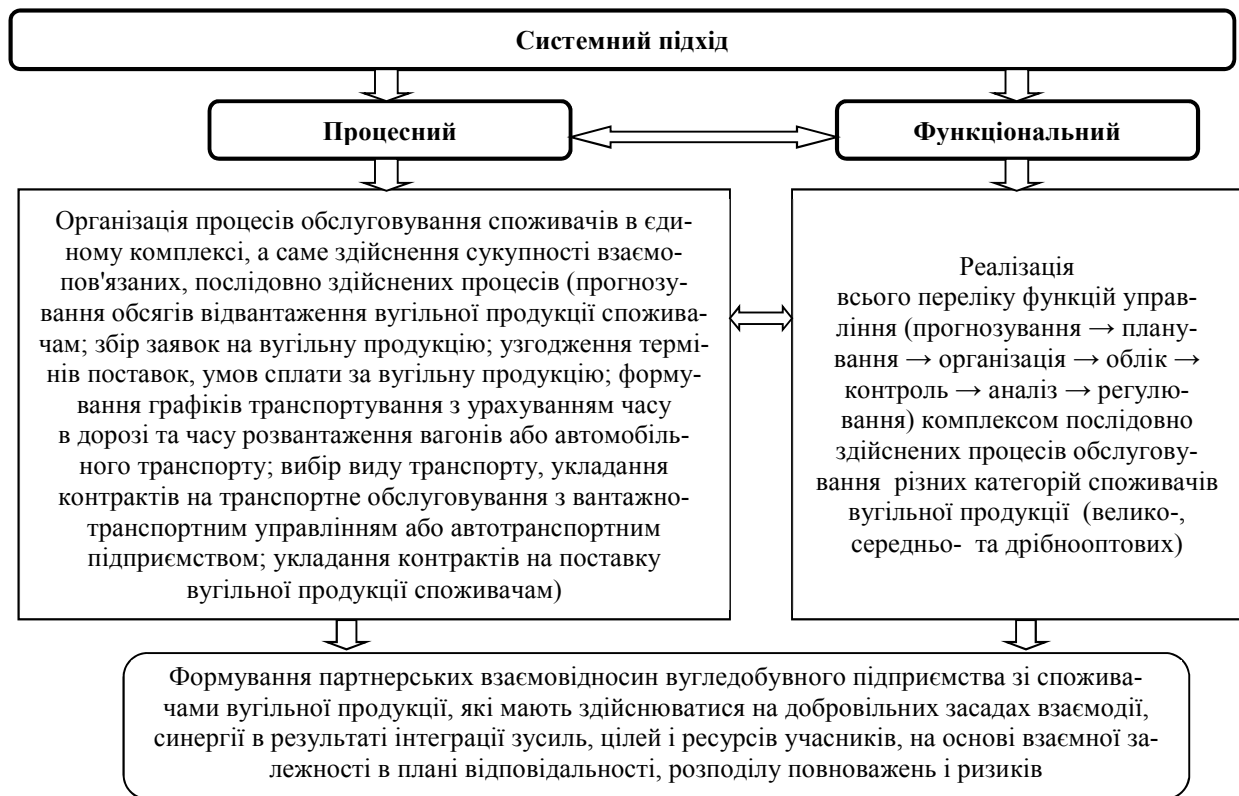 Системний підхід
Процесний
Функціональний
Організація процесів обслуговування споживачів в єди-
ному комплексі, а саме здійснення сукупності взаємо-
пов'язаних, послідовно здійснених процесів (прогнозу-
вання обсягів відвантаження вугільної продукції спожива-
чам; збір заявок на вугільну продукцію; узгодження термі-
нів поставок, умов сплати за вугільну продукцію; форму-
вання графіків транспортування з урахуванням часу
в дорозі та часу розвантаження вагонів або автомобіль-
ного транспорту; вибір виду транспорту, укладання
контрактів на транспортне обслуговування з вантажно-
транспортним управлінням або автотранспортним
підприємством; укладання контрактів на поставку
вугільної продукції споживачам)
Реалізація
всього переліку функцій управ-
ління (прогнозування → плану-
вання → організація → облік →
контроль → аналіз → регулю-
вання) комплексом послідовно
здійснених процесів обслугову-
вання різних категорій споживачів
вугільної продукції (велико-,
середньо- та дрібнооптових)
Формування партнерських взаємовідносин вугледобувного підприємства зі спожива-
чами вугільної продукції, які мають здійснюватися на добровільних засадах взаємодії,
синергії в результаті інтеграції зусиль, цілей і ресурсів учасників, на основі взаємної за-
лежності в плані відповідальності, розподілу повноважень і ризиків